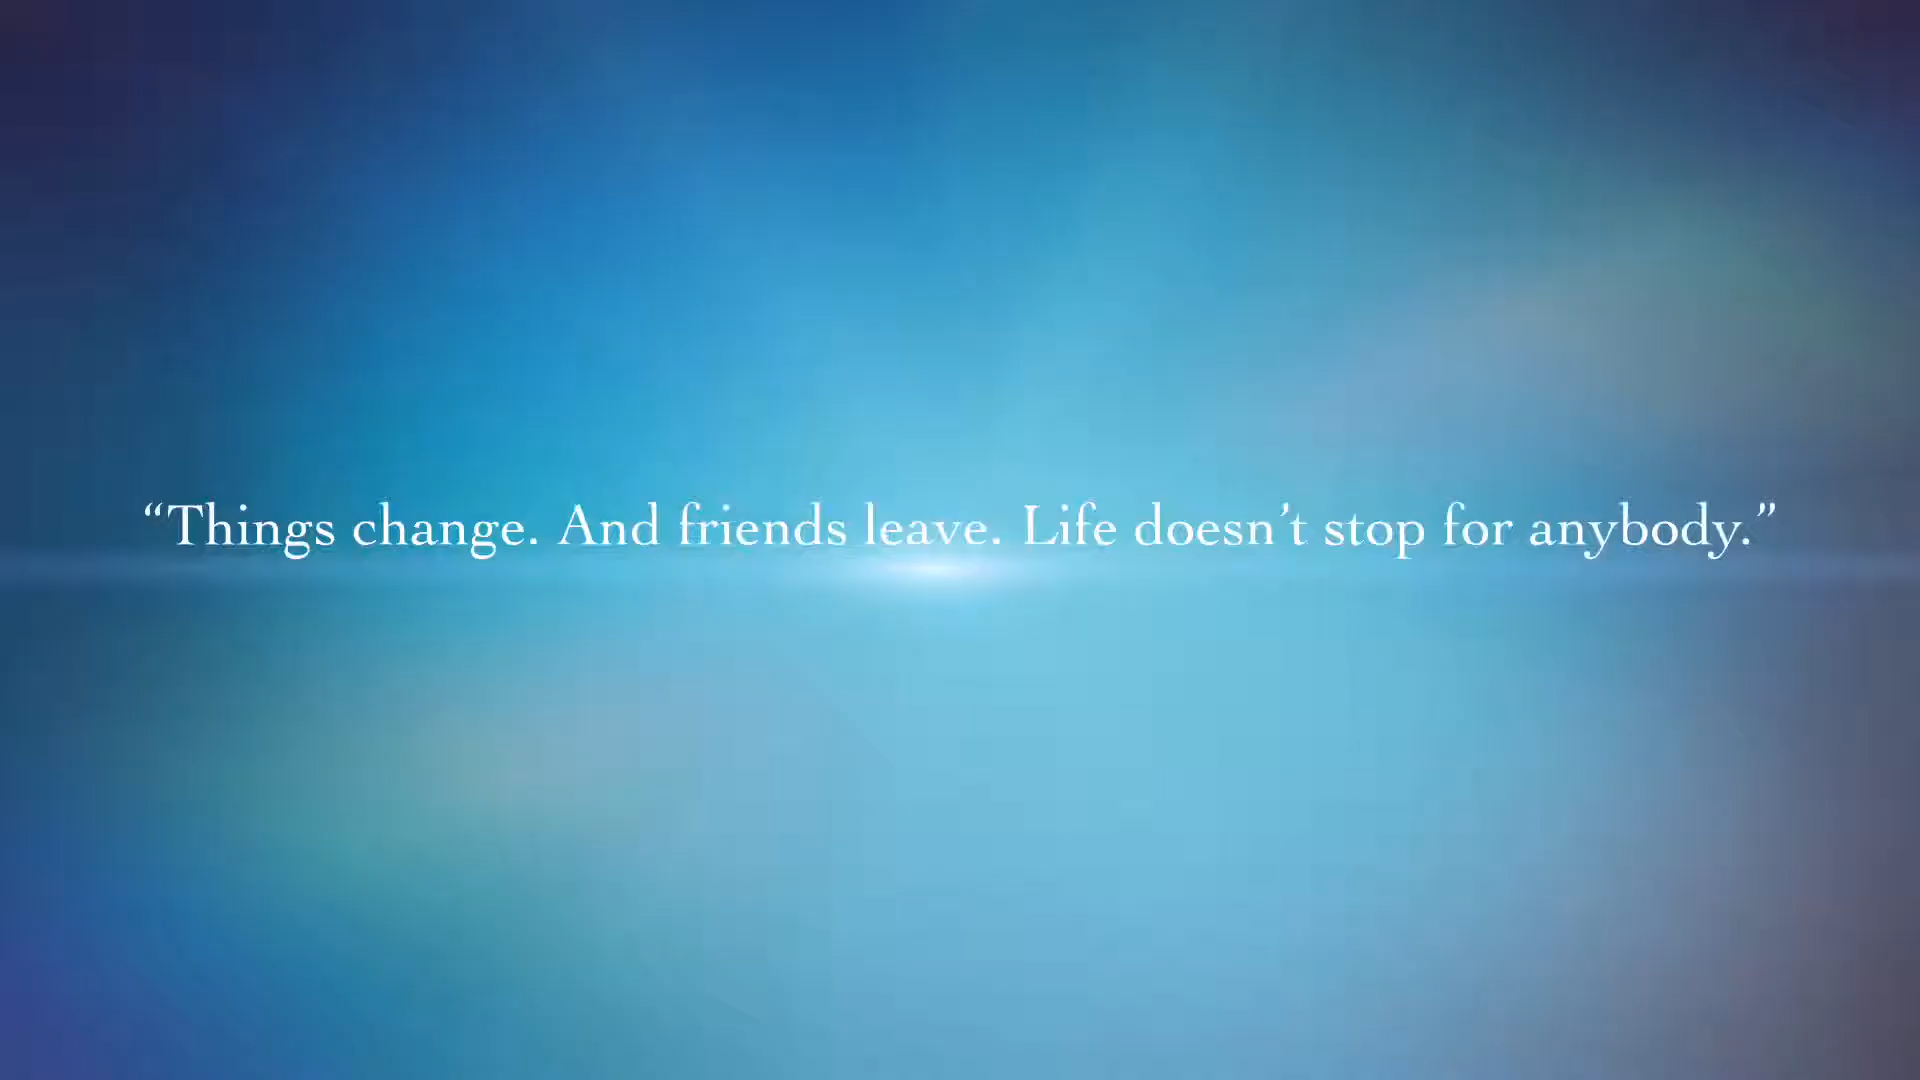 “Things change. And friends leave. Life doesn’t stop for anybody.”